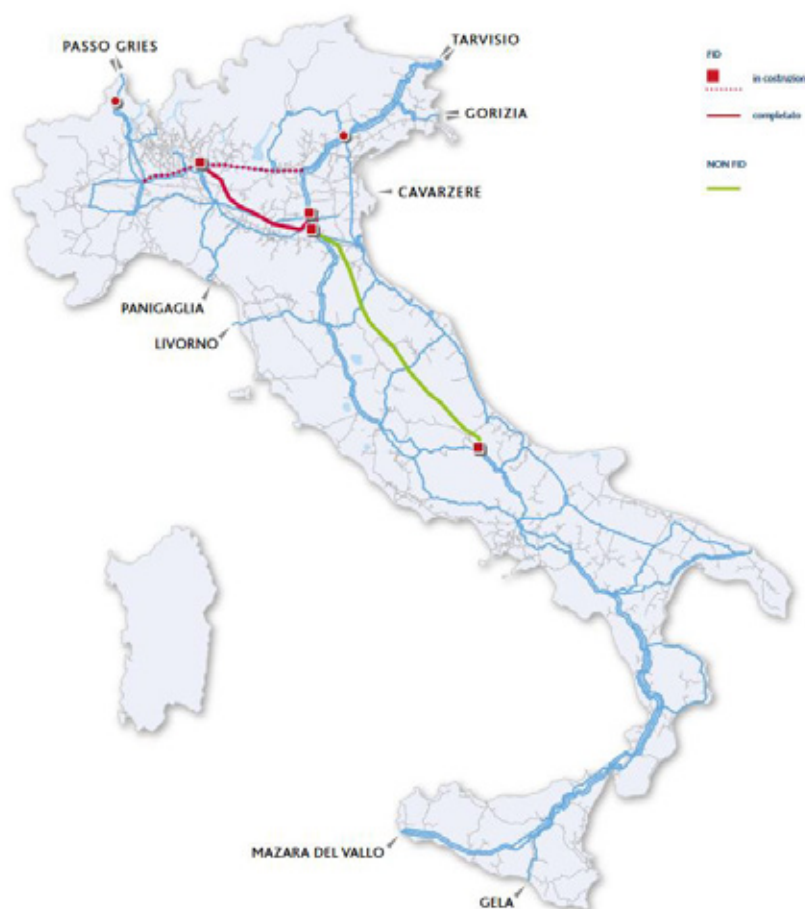 TARVISIO
PASSO GRIES
FID
in costruzione
GORIZIA
completato
NON FID
CAVARZERE
PANIGAGLIA
LIVORNO
MAZARA DEL VALLO
GELA